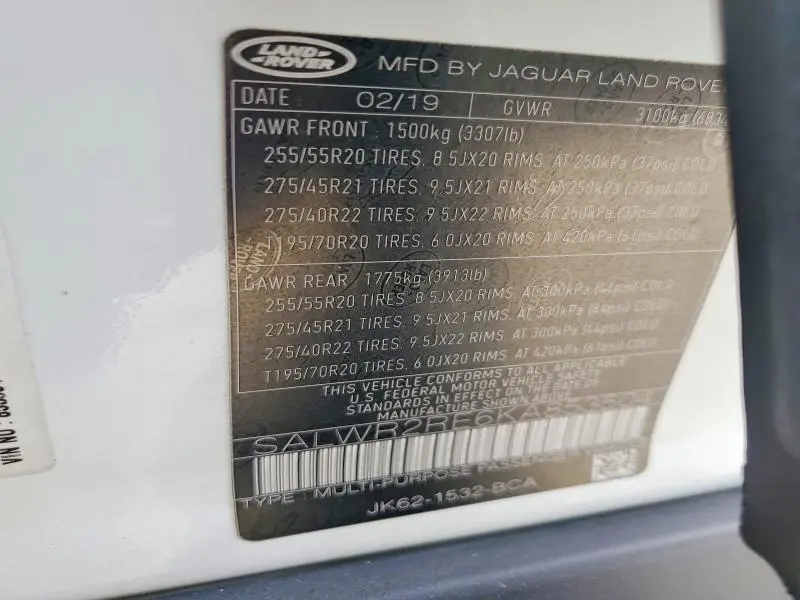 LAND ROVER
MFD BY JAGUAR LAND ROVE
DATE : 02/19 GVWR 3100kg
GAWR FRONT : 1500kg (3307lb)
255/55R20 TIRES, 8.5JX20 RIMS, AT 250kPa (37psi) COLD
275/45R21 TIRES, 9.5JX21 RIMS, AT 250kPa (37psi) COLD
275/40R22 TIRES, 9.5JX22 RIMS, AT 250kPa (37psi) COLD
T195/70R20 TIRES, 6.0JX20 RIMS, AT 420kPa (61psi) COLD
GAWR REAR : 1775kg (3913lb)
255/55R20 TIRES, 8.5JX20 RIMS, AT 300kPa (44psi) COLD
275/45R21 TIRES, 9.5JX21 RIMS, AT 300kPa (44psi) COLD
275/40R22 TIRES, 9.5JX22 RIMS, AT 300kPa (44psi) COLD
T195/70R20 TIRES, 6.0JX20 RIMS, AT 420kPa (61psi) COLD
THIS VEHICLE CONFORMS TO ALL APPLICABLE
U.S. FEDERAL MOTOR VEHICLE SAFETY
STANDARDS IN EFFECT ON THE DATE OF
MANUFACTURE SHOWN ABOVE
TYPE : MULTI-PURPOSE PASSENGER
JK62-1532-BCA
VIN NO :